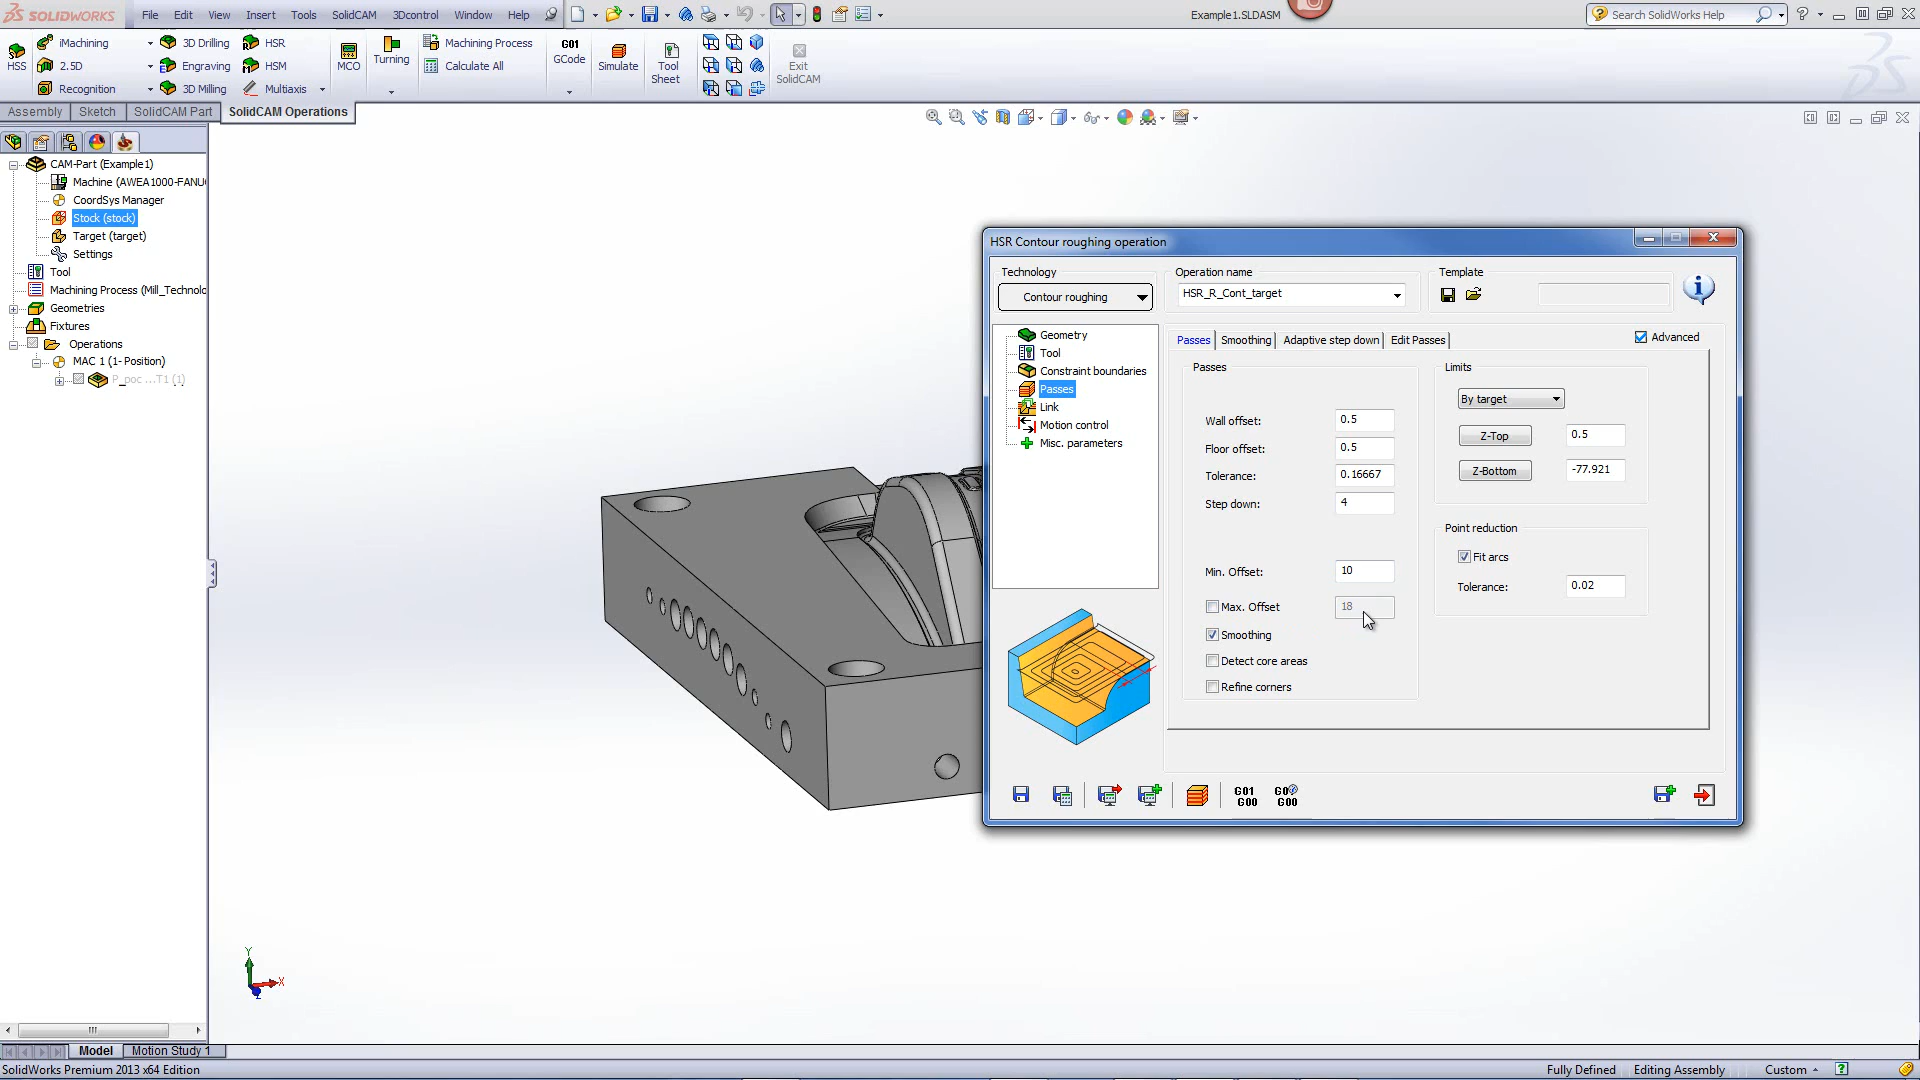 SOLIDWORKS File Edit View Insert Tools SolidCAM 3Dcontrol Window Help Example1.SLDASM Search SolidWorks Help
iMachining 3D Drilling HSR Machining Process
HSS 2.5D Engraving HSM MCO Turning Calculate All G01 GCode Simulate Tool Sheet Exit SolidCAM
Recognition 3D Milling Multiaxis
Assembly Sketch SolidCAM Part SolidCAM Operations
CAM-Part (Example1)
Machine (AWEA1000-FANU
CoordSys Manager
Stock (stock)
Target (target)
Settings
Tool
Machining Process (Mill_Technolo
Geometries
Fixtures
Operations
MAC 1 (1- Position)
P_poc ...T1 (1)
HSR Contour roughing operation
Technology Operation name Template
Contour roughing HSR_R_Cont_target
Geometry
Tool
Constraint boundaries
Passes
Link
Motion control
Misc. parameters
Passes Smoothing Adaptive step down Edit Passes Advanced
Passes
Wall offset: 0.5
Floor offset: 0.5
Tolerance: 0.16667
Step down: 4
Min. Offset: 10
Max. Offset 18
Smoothing
Detect core areas
Refine corners
Limits
By target
Z-Top 0.5
Z-Bottom -77.921
Point reduction
Fit arcs
Tolerance: 0.02
G01 G00
G00
Y
X
Z
Model Motion Study 1
SolidWorks Premium 2013 x64 Edition Fully Defined Editing Assembly Custom